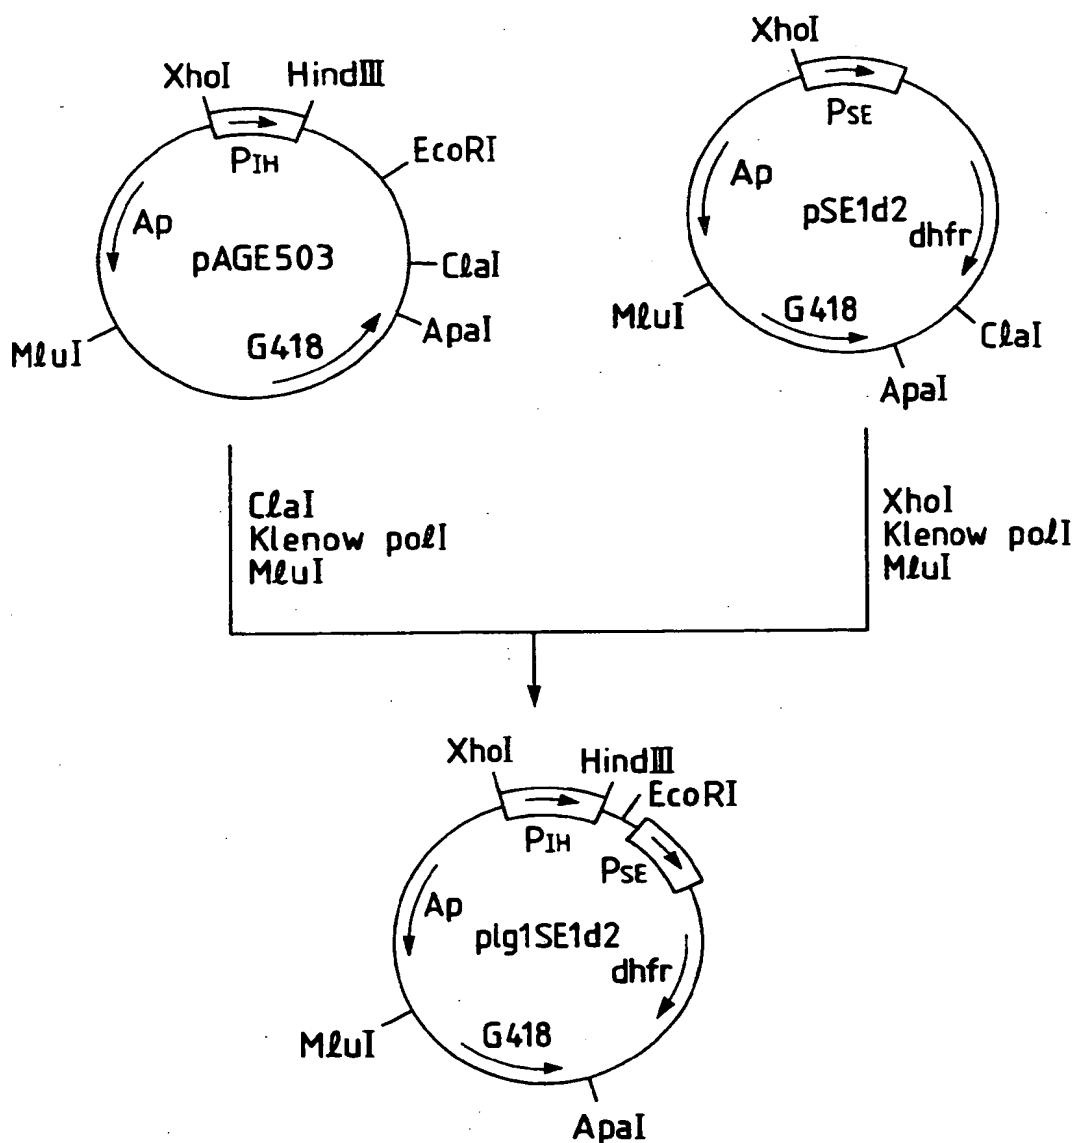 XhoI
HindIII
PIH
EcoRI
Ap
pAGE503
ClaI
ApaI
G418
MluI
XhoI
PSE
Ap
pSE1d2
dhfr
MluI
G418
ClaI
ApaI
ClaI
Klenow polI
MluI
XhoI
Klenow polI
MluI
XhoI
HindIII
EcoRI
PIH
PSE
Ap
pIg1SE1d2
dhfr
MluI
G418
ApaI